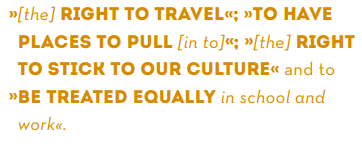 »[the] RIGHT TO TRAVEL«; »TO HAVE
PLACES TO PULL [in to]«; »[the] RIGHT
TO STICK TO OUR CULTURE« and to
»BE TREATED EQUALLY in school and
work«.